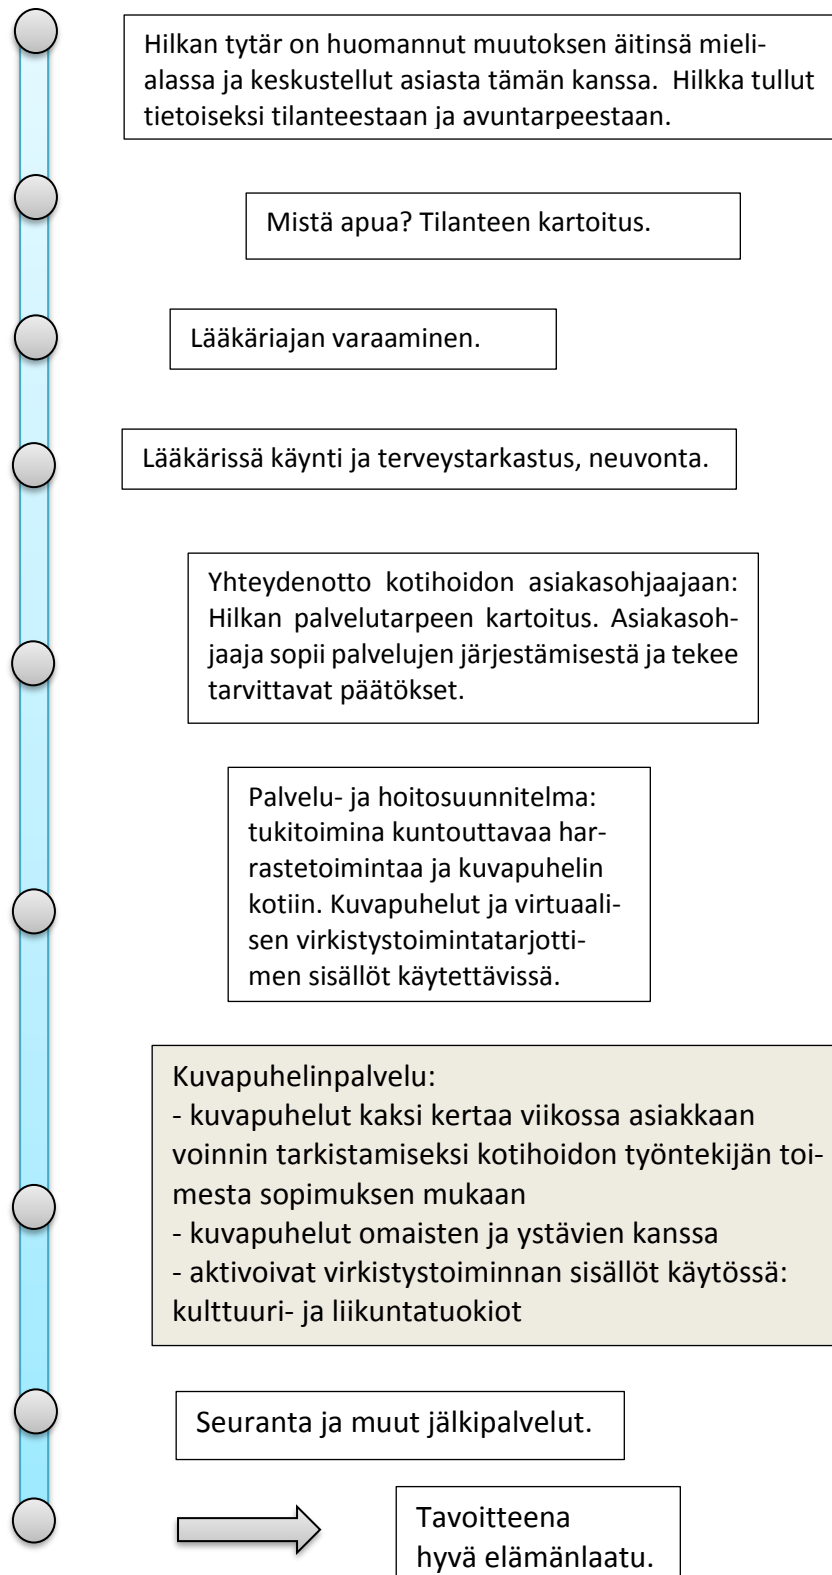 Hilkan tytär on huomannut muutoksen äitinsä mieli-
alassa ja keskustellut asiasta tämän kanssa. Hilkka tullut
tietoiseksi tilanteestaan ja avuntarpeestaan.
Mistä apua? Tilanteen kartoitus.
Lääkäriajan varaaminen.
Lääkärissä käynti ja terveystarkastus, neuvonta.
Yhteydenotto kotihoidon asiakasohjaajaan:
Hilkan palvelutarpeen kartoitus. Asiakasoh-
jaaja sopii palvelujen järjestämisestä ja tekee
tarvittavat päätökset.
Palvelu- ja hoitosuunnitelma:
tukitoimina kuntouttavaa har-
rastetoimintaa ja kuvapuhelin
kotiin. Kuvapuhelut ja virtuaali-
sen virkistystoimintatarjotti-
men sisällöt käytettävissä.
Kuvapuhelinpalvelu:
- kuvapuhelut kaksi kertaa viikossa asiakkaan
voinnin tarkistamiseksi kotihoidon työntekijän toi-
mesta sopimuksen mukaan
- kuvapuhelut omaisten ja ystävien kanssa
- aktivoivat virkistystoiminnan sisällöt käytössä:
kulttuuri- ja liikuntatuokiot
Seuranta ja muut jälkipalvelut.
Tavoitteena
hyvä elämänlaatu.